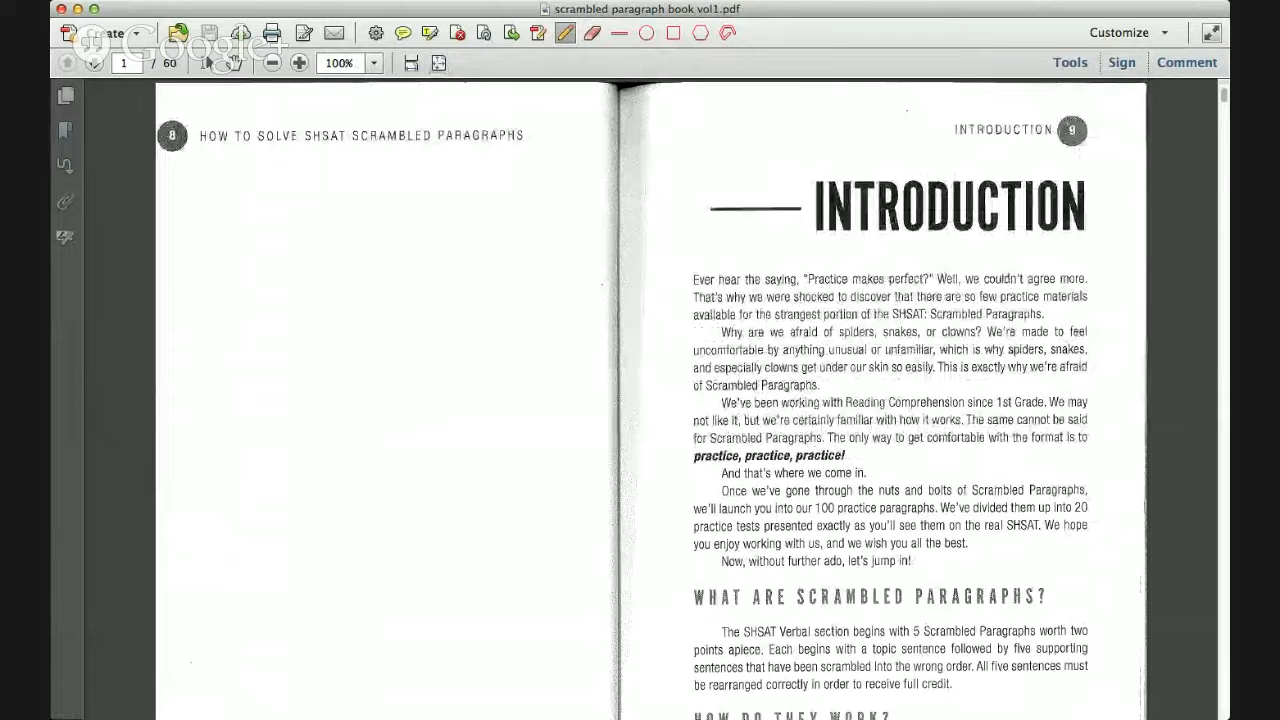 scrambled paragraph book vol1.pdf
Create
Customize
Google+
1 / 60
100%
Tools Sign Comment
8 HOW TO SOLVE SHSAT SCRAMBLED PARAGRAPHS
INTRODUCTION 9
INTRODUCTION
Ever hear the saying, "Practice makes perfect?" Well, we couldn't agree more.
That's why we were shocked to discover that there are so few practice materials
available for the strangest portion of the SHSAT: Scrambled Paragraphs.
Why are we afraid of spiders, snakes, or clowns? We're made to feel
uncomfortable by anything unusual or unfamiliar, which is why spiders, snakes,
and especially clowns get under our skin so easily. This is exactly why we're afraid
of Scrambled Paragraphs.
We've been working with Reading Comprehension since 1st Grade. We may
not like it, but we're certainly familiar with how it works. The same cannot be said
for Scrambled Paragraphs. The only way to get comfortable with the format is to
practice, practice, practice!
And that's where we come in.
Once we've gone through the nuts and bolts of Scrambled Paragraphs,
we'll launch you into our 100 practice paragraphs. We've divided them up into 20
practice tests presented exactly as you'll see them on the real SHSAT. We hope
you enjoy working with us, and we wish you all the best.
Now, without further ado, let's jump in!
WHAT ARE SCRAMBLED PARAGRAPHS?
The SHSAT Verbal section begins with 5 Scrambled Paragraphs worth two
points apiece. Each begins with a topic sentence followed by five supporting
sentences that have been scrambled into the wrong order. All five sentences must
be rearranged correctly in order to receive full credit.
HOW DO THEY WORK?